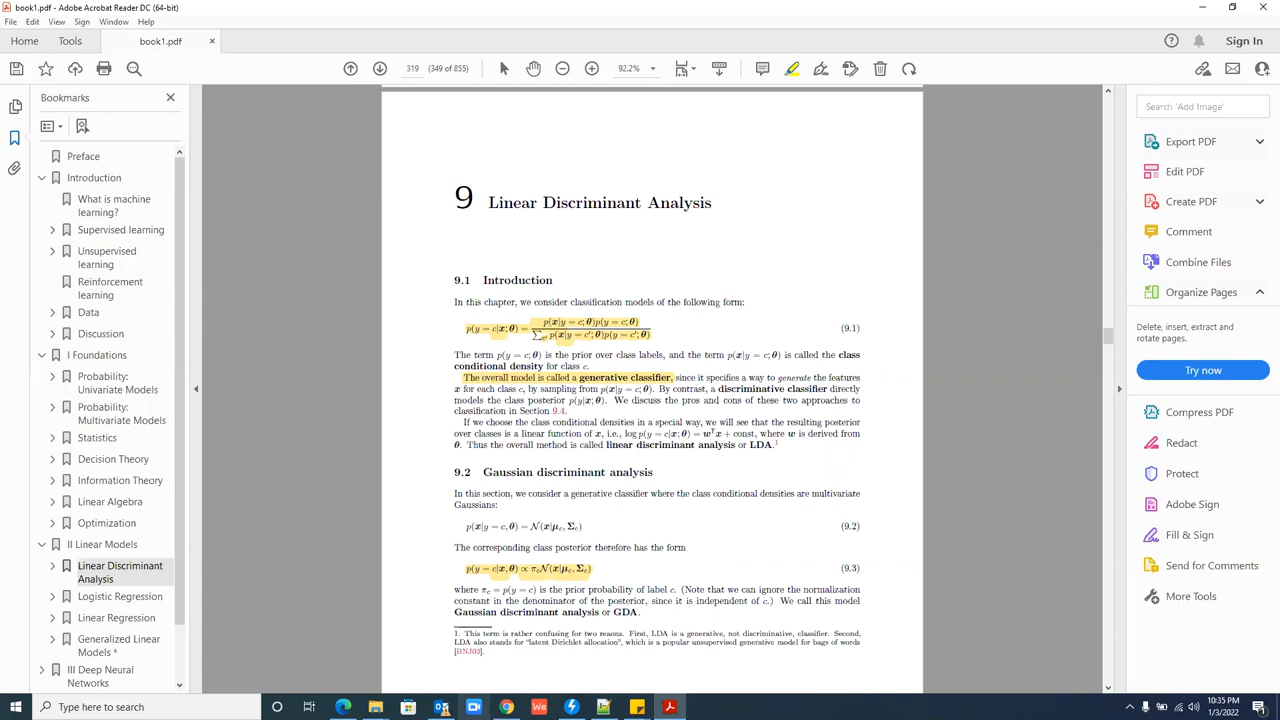 book1.pdf - Adobe Acrobat Reader DC (64-bit)
File Edit View Sign Window Help
Home Tools book1.pdf × Sign In
319 (349 of 855) 92.2%
Bookmarks
Preface
Introduction
What is machine
learning?
Supervised learning
Unsupervised
learning
Reinforcement
learning
Data
Discussion
I Foundations
Probability:
Univariate Models
Probability:
Multivariate Models
Statistics
Decision Theory
Information Theory
Linear Algebra
Optimization
II Linear Models
Linear Discriminant
Analysis
Logistic Regression
Linear Regression
Generalized Linear
Models *
III Deep Neural
Networks
9 Linear Discriminant Analysis
9.1 Introduction
In this chapter, we consider classification models of the following form:
p(y = c|x; θ) = p(x|y = c; θ)p(y = c; θ) / ∑c′ p(x|y = c′; θ)p(y = c′; θ) (9.1)
The term p(y = c; θ) is the prior over class labels, and the term p(x|y = c; θ) is called the class
conditional density for class c.
The overall model is called a generative classifier, since it specifies a way to generate the features
x for each class c, by sampling from p(x|y = c; θ). By contrast, a discriminative classifier directly
models the class posterior p(y|x; θ). We discuss the pros and cons of these two approaches to
classification in Section 9.4.
If we choose the class conditional densities in a special way, we will see that the resulting posterior
over classes is a linear function of x, i.e., log p(y = c|x; θ) = wᵀx + const, where w is derived from
θ. Thus the overall method is called linear discriminant analysis or LDA.¹
9.2 Gaussian discriminant analysis
In this section, we consider a generative classifier where the class conditional densities are multivariate
Gaussians:
p(x|y = c, θ) = N(x|μc, Σc) (9.2)
The corresponding class posterior therefore has the form
p(y = c|x, θ) ∝ πcN(x|μc, Σc) (9.3)
where πc = p(y = c) is the prior probability of label c. (Note that we can ignore the normalization
constant in the denominator of the posterior, since it is independent of c.) We call this model
Gaussian discriminant analysis or GDA.
1. This term is rather confusing for two reaons. First, LDA is a generative, not discriminative, classifier. Second,
LDA also stands for "latent Dirichlet allocation", which is a popular unsupervised generative model for bags of words
[BNJ03].
Search 'Add Image'
Export PDF
Edit PDF
Create PDF
Comment
Combine Files
Organize Pages
Delete, insert, extract and
rotate pages.
Try now
Compress PDF
Redact
Protect
Adobe Sign
Fill & Sign
Send for Comments
More Tools
Type here to search
We
10:35 PM
1/3/2022